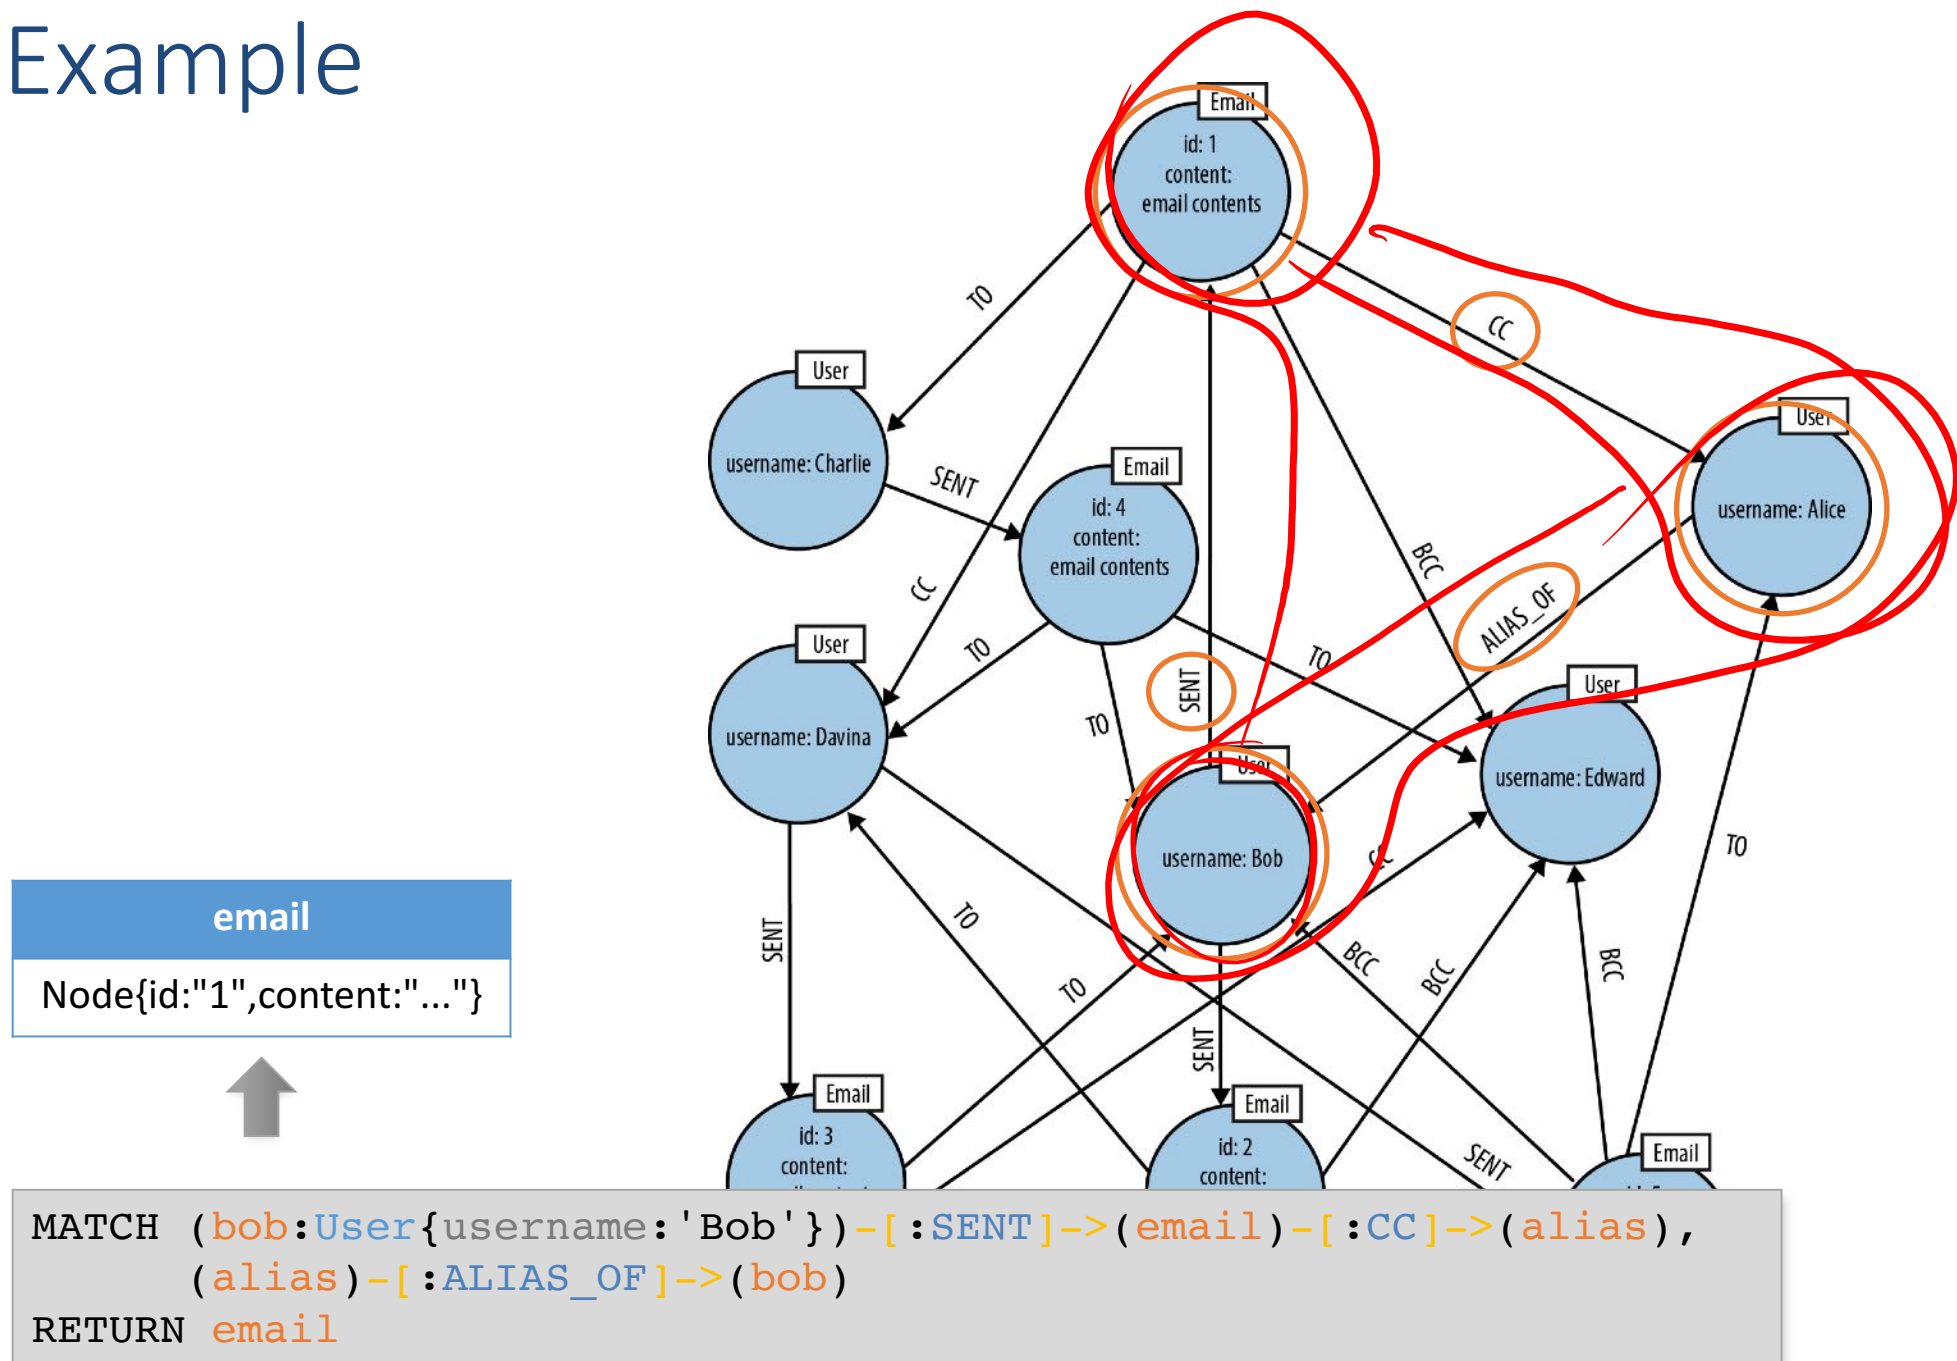 Example
Email
id: 1
content:
email contents
TO
CC
User
username: Charlie
SENT
Email
id: 4
content:
email contents
User
username: Alice
CC
BCC
ALIAS_OF
User
username: Davina
TO
TO
SENT
TO
User
username: Edward
User
username: Bob
CC
TO
email
Node{id:"1",content:"..."}
SENT
TO
TO
SENT
BCC
BCC
BCC
SENT
Email
id: 3
content:
Email
id: 2
content:
Email
MATCH (bob:User{username:'Bob'})-[:SENT]->(email)-[:CC]->(alias),
(alias)-[:ALIAS_OF]->(bob)
RETURN email